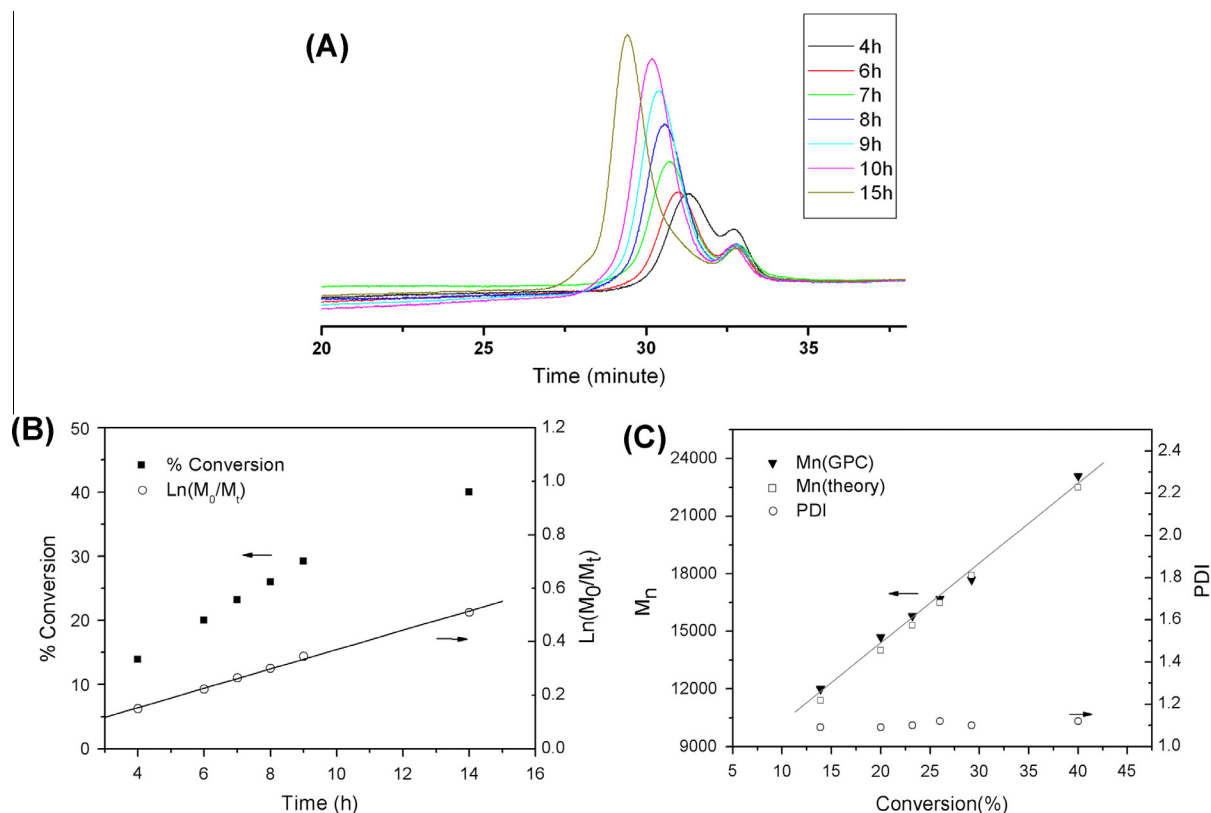 (A)
4h
6h
7h
8h
9h
10h
15h
20 25 30 35
Time (minute)
(B)
50
40
30
20
10
0
% Conversion
% Conversion
Ln(M0/Mt)
1.2
1.0
0.8
0.6
0.4
0.2
0.0
Ln(M0/Mt)
4 6 8 10 12 14 16
Time (h)
(C)
24000
21000
18000
15000
12000
9000
Mn
Mn(GPC)
Mn(theory)
PDI
2.4
2.2
2.0
1.8
1.6
1.4
1.2
1.0
PDI
5 10 15 20 25 30 35 40 45
Conversion(%)